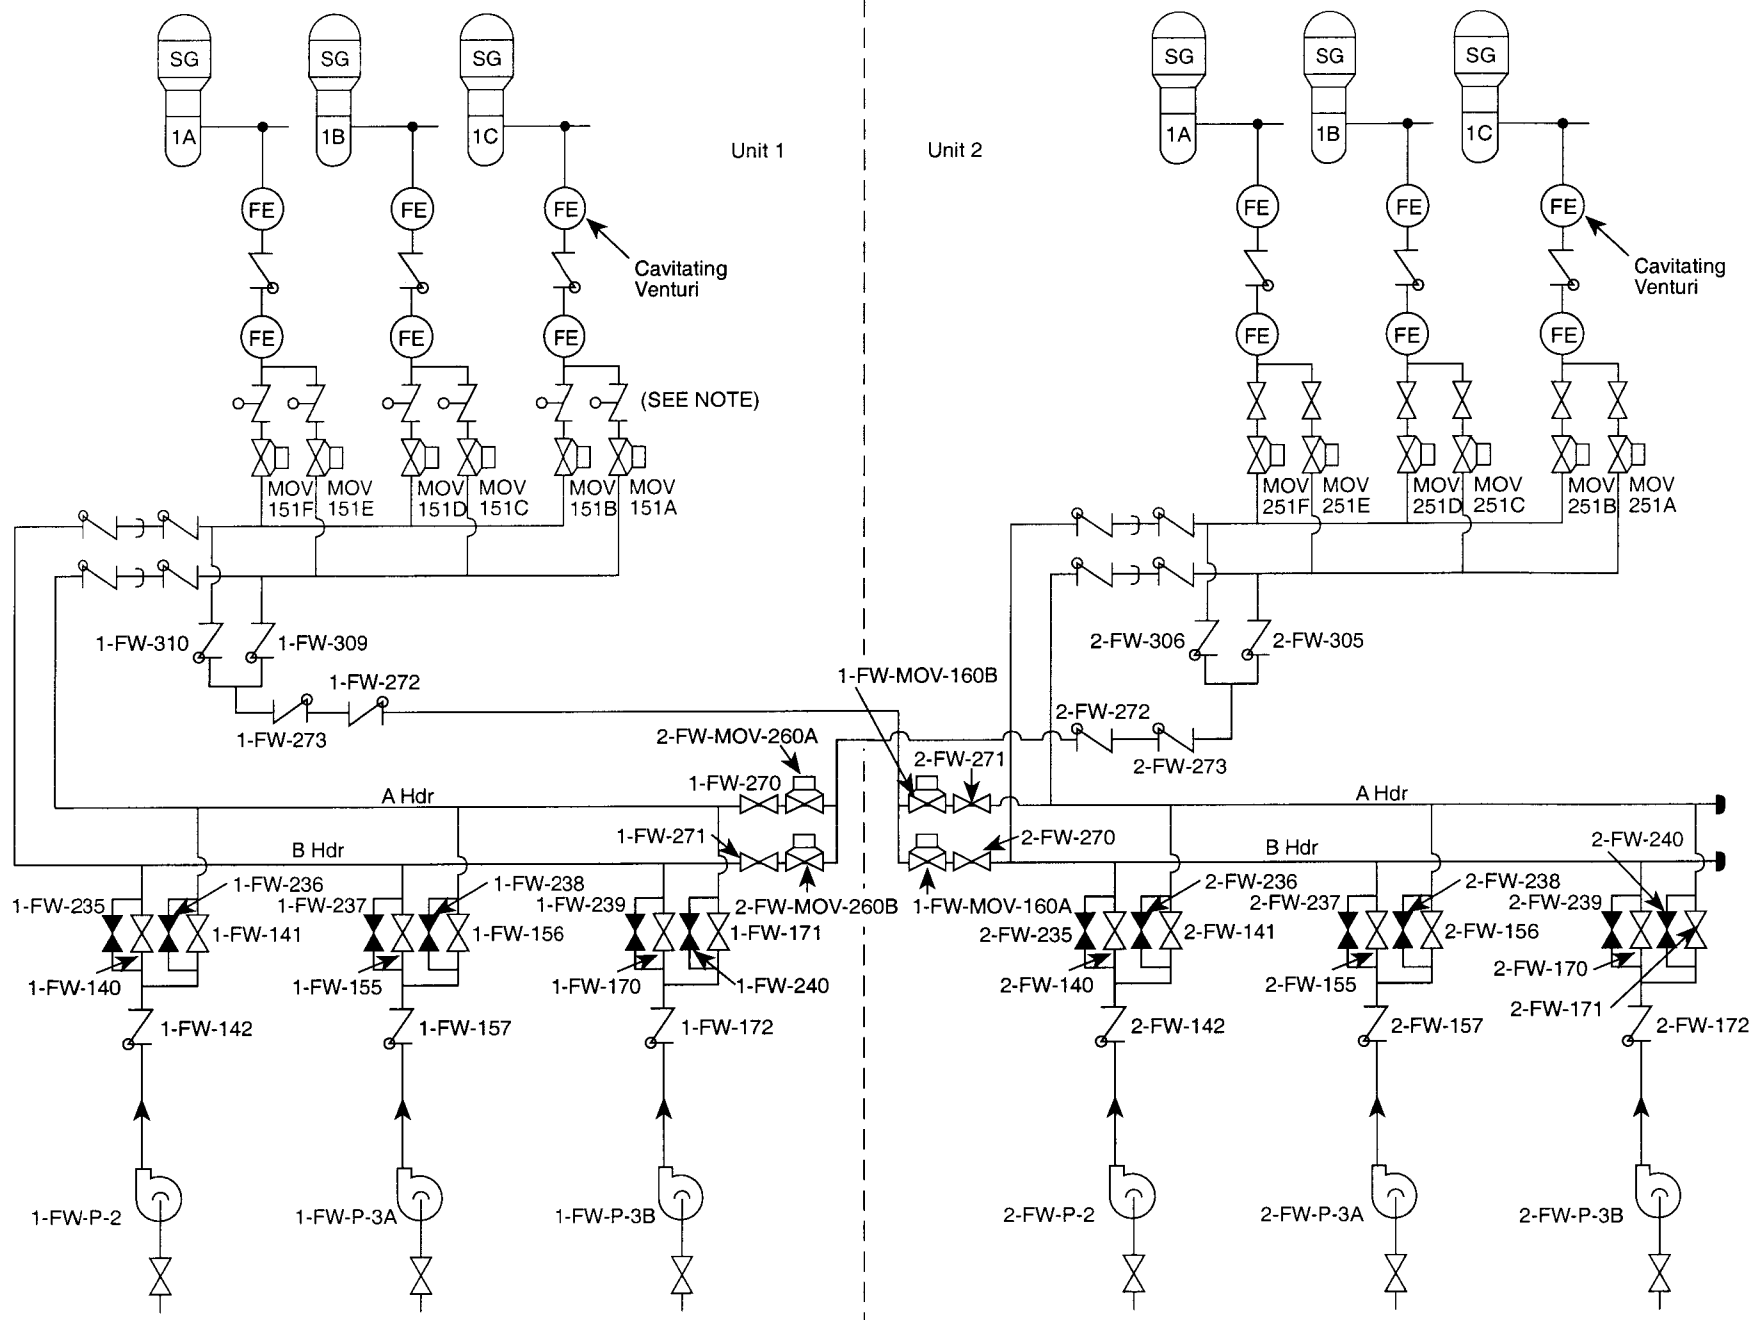 SG SG SG SG SG SG
1A 1B 1C 1A 1B 1C
Unit 1 Unit 2
FE FE FE FE FE FE
Cavitating
Venturi
Cavitating
Venturi
FE FE FE FE FE FE
(SEE NOTE)
MOV MOV MOV MOV MOV MOV MOV MOV MOV MOV MOV MOV
151F 151E 151D 151C 151B 151A 251F 251E 251D 251C 251B 251A
1-FW-310 1-FW-309 2-FW-306 2-FW-305
1-FW-MOV-160B
1-FW-272
2-FW-272
1-FW-273
2-FW-MOV-260A
2-FW-271
2-FW-273
1-FW-270
A Hdr A Hdr
1-FW-271 2-FW-270
B Hdr B Hdr
2-FW-240
1-FW-235 1-FW-236 1-FW-237 1-FW-238 1-FW-239
2-FW-MOV-260B
1-FW-MOV-160A
2-FW-236 2-FW-237 2-FW-238 2-FW-239
1-FW-141 1-FW-156 1-FW-171
2-FW-235 2-FW-141 2-FW-156
1-FW-140 1-FW-155 1-FW-170 1-FW-240
2-FW-140 2-FW-155 2-FW-170
2-FW-171
1-FW-142 1-FW-157 1-FW-172 2-FW-142 2-FW-157 2-FW-172
1-FW-P-2 1-FW-P-3A 1-FW-P-3B 2-FW-P-2 2-FW-P-3A 2-FW-P-3B